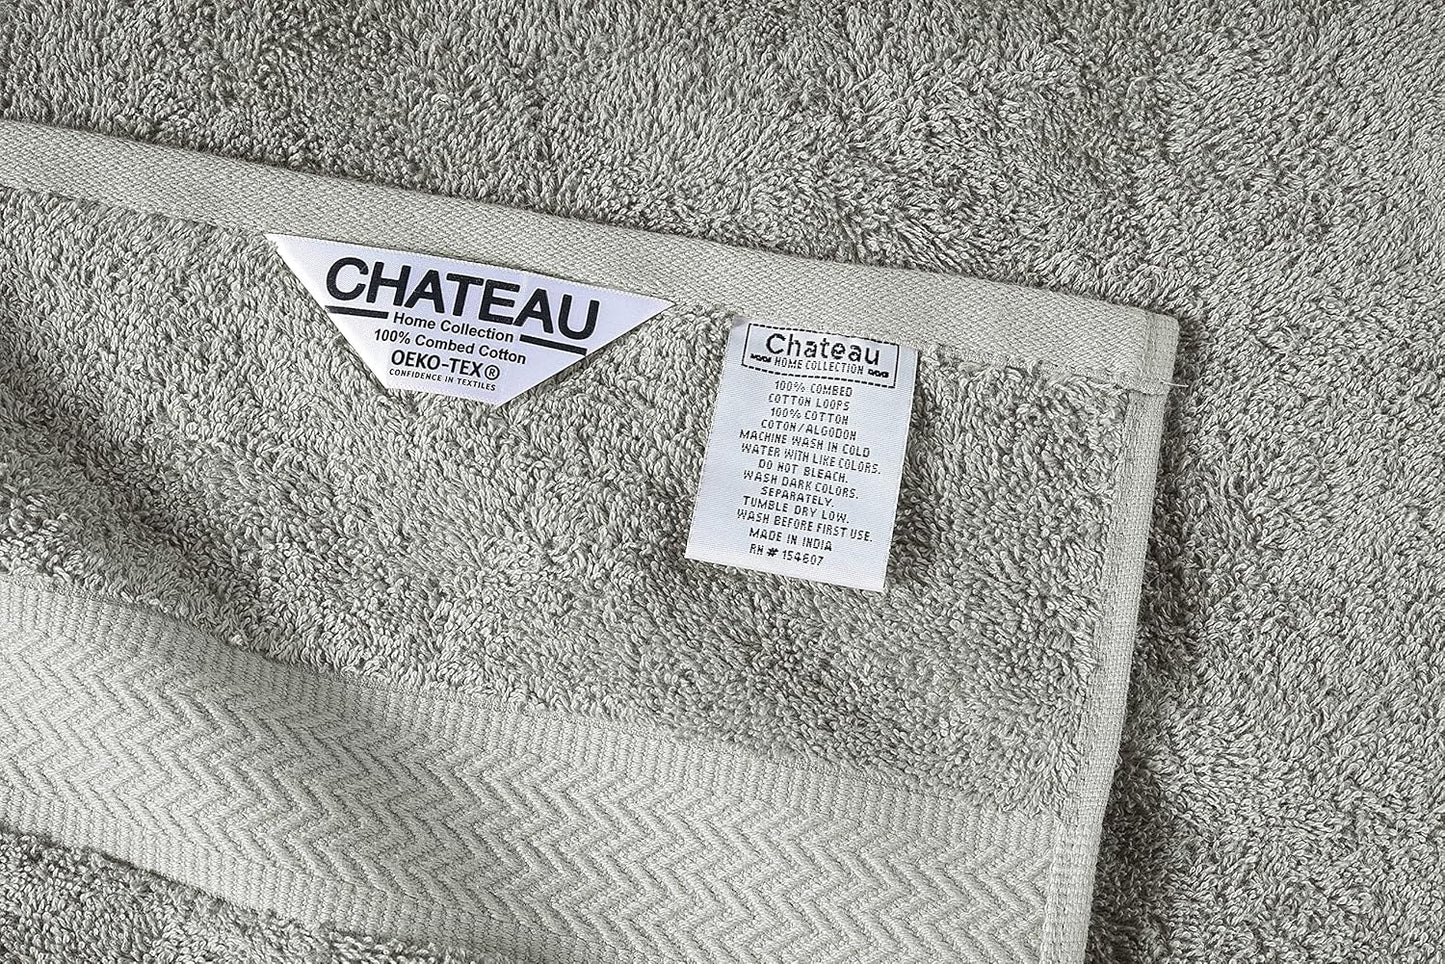 CHATEAU
Home Collection
100% Combed Cotton
OEKO-TEX®
CONFIDENCE IN TEXTILES
Chateau
HOME COLLECTION
100% COMBED
COTTON LOOPS
100% COTTON
COTON/ALGODON
MACHINE WASH IN COLD
WATER WITH LIKE COLORS.
DO NOT BLEACH.
WASH DARK COLORS.
SEPARATELY.
TUMBLE DRY LOW.
WASH BEFORE FIRST USE.
MADE IN INDIA
RN # 154607